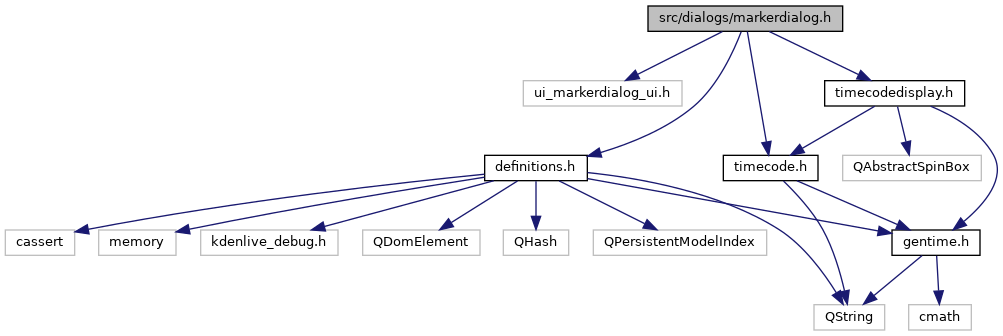 src/dialogs/markerdialog.h
ui_markerdialog_ui.h
timecodedisplay.h
definitions.h
timecode.h
QAbstractSpinBox
cassert
memory
kdenlive_debug.h
QDomElement
QHash
QPersistentModelIndex
gentime.h
QString
cmath